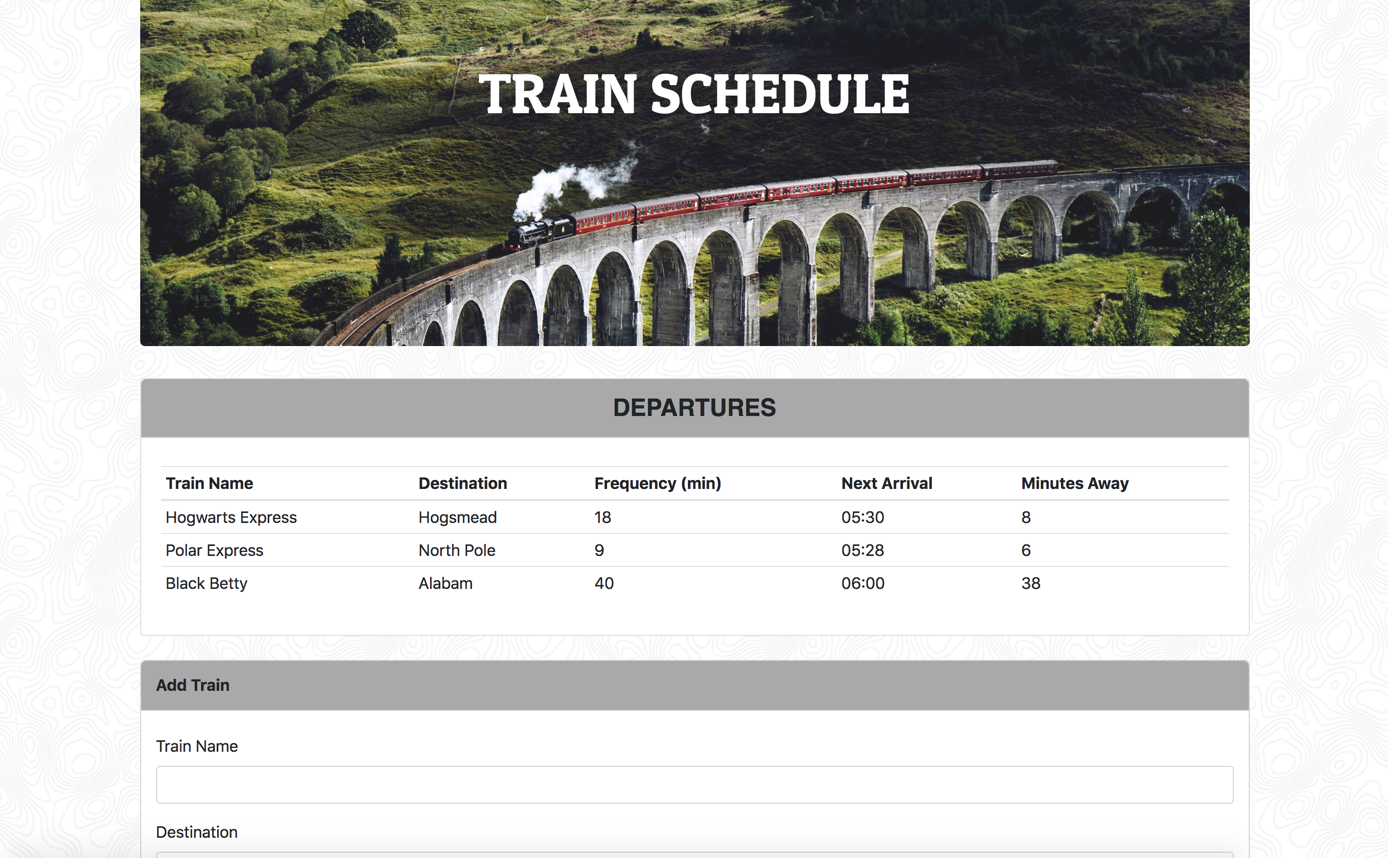 TRAIN SCHEDULE
DEPARTURES
Train Name Destination Frequency (min) Next Arrival Minutes Away
Hogwarts Express Hogsmead 18 05:30 8
Polar Express North Pole 9 05:28 6
Black Betty Alabam 40 06:00 38
Add Train
Train Name
Destination